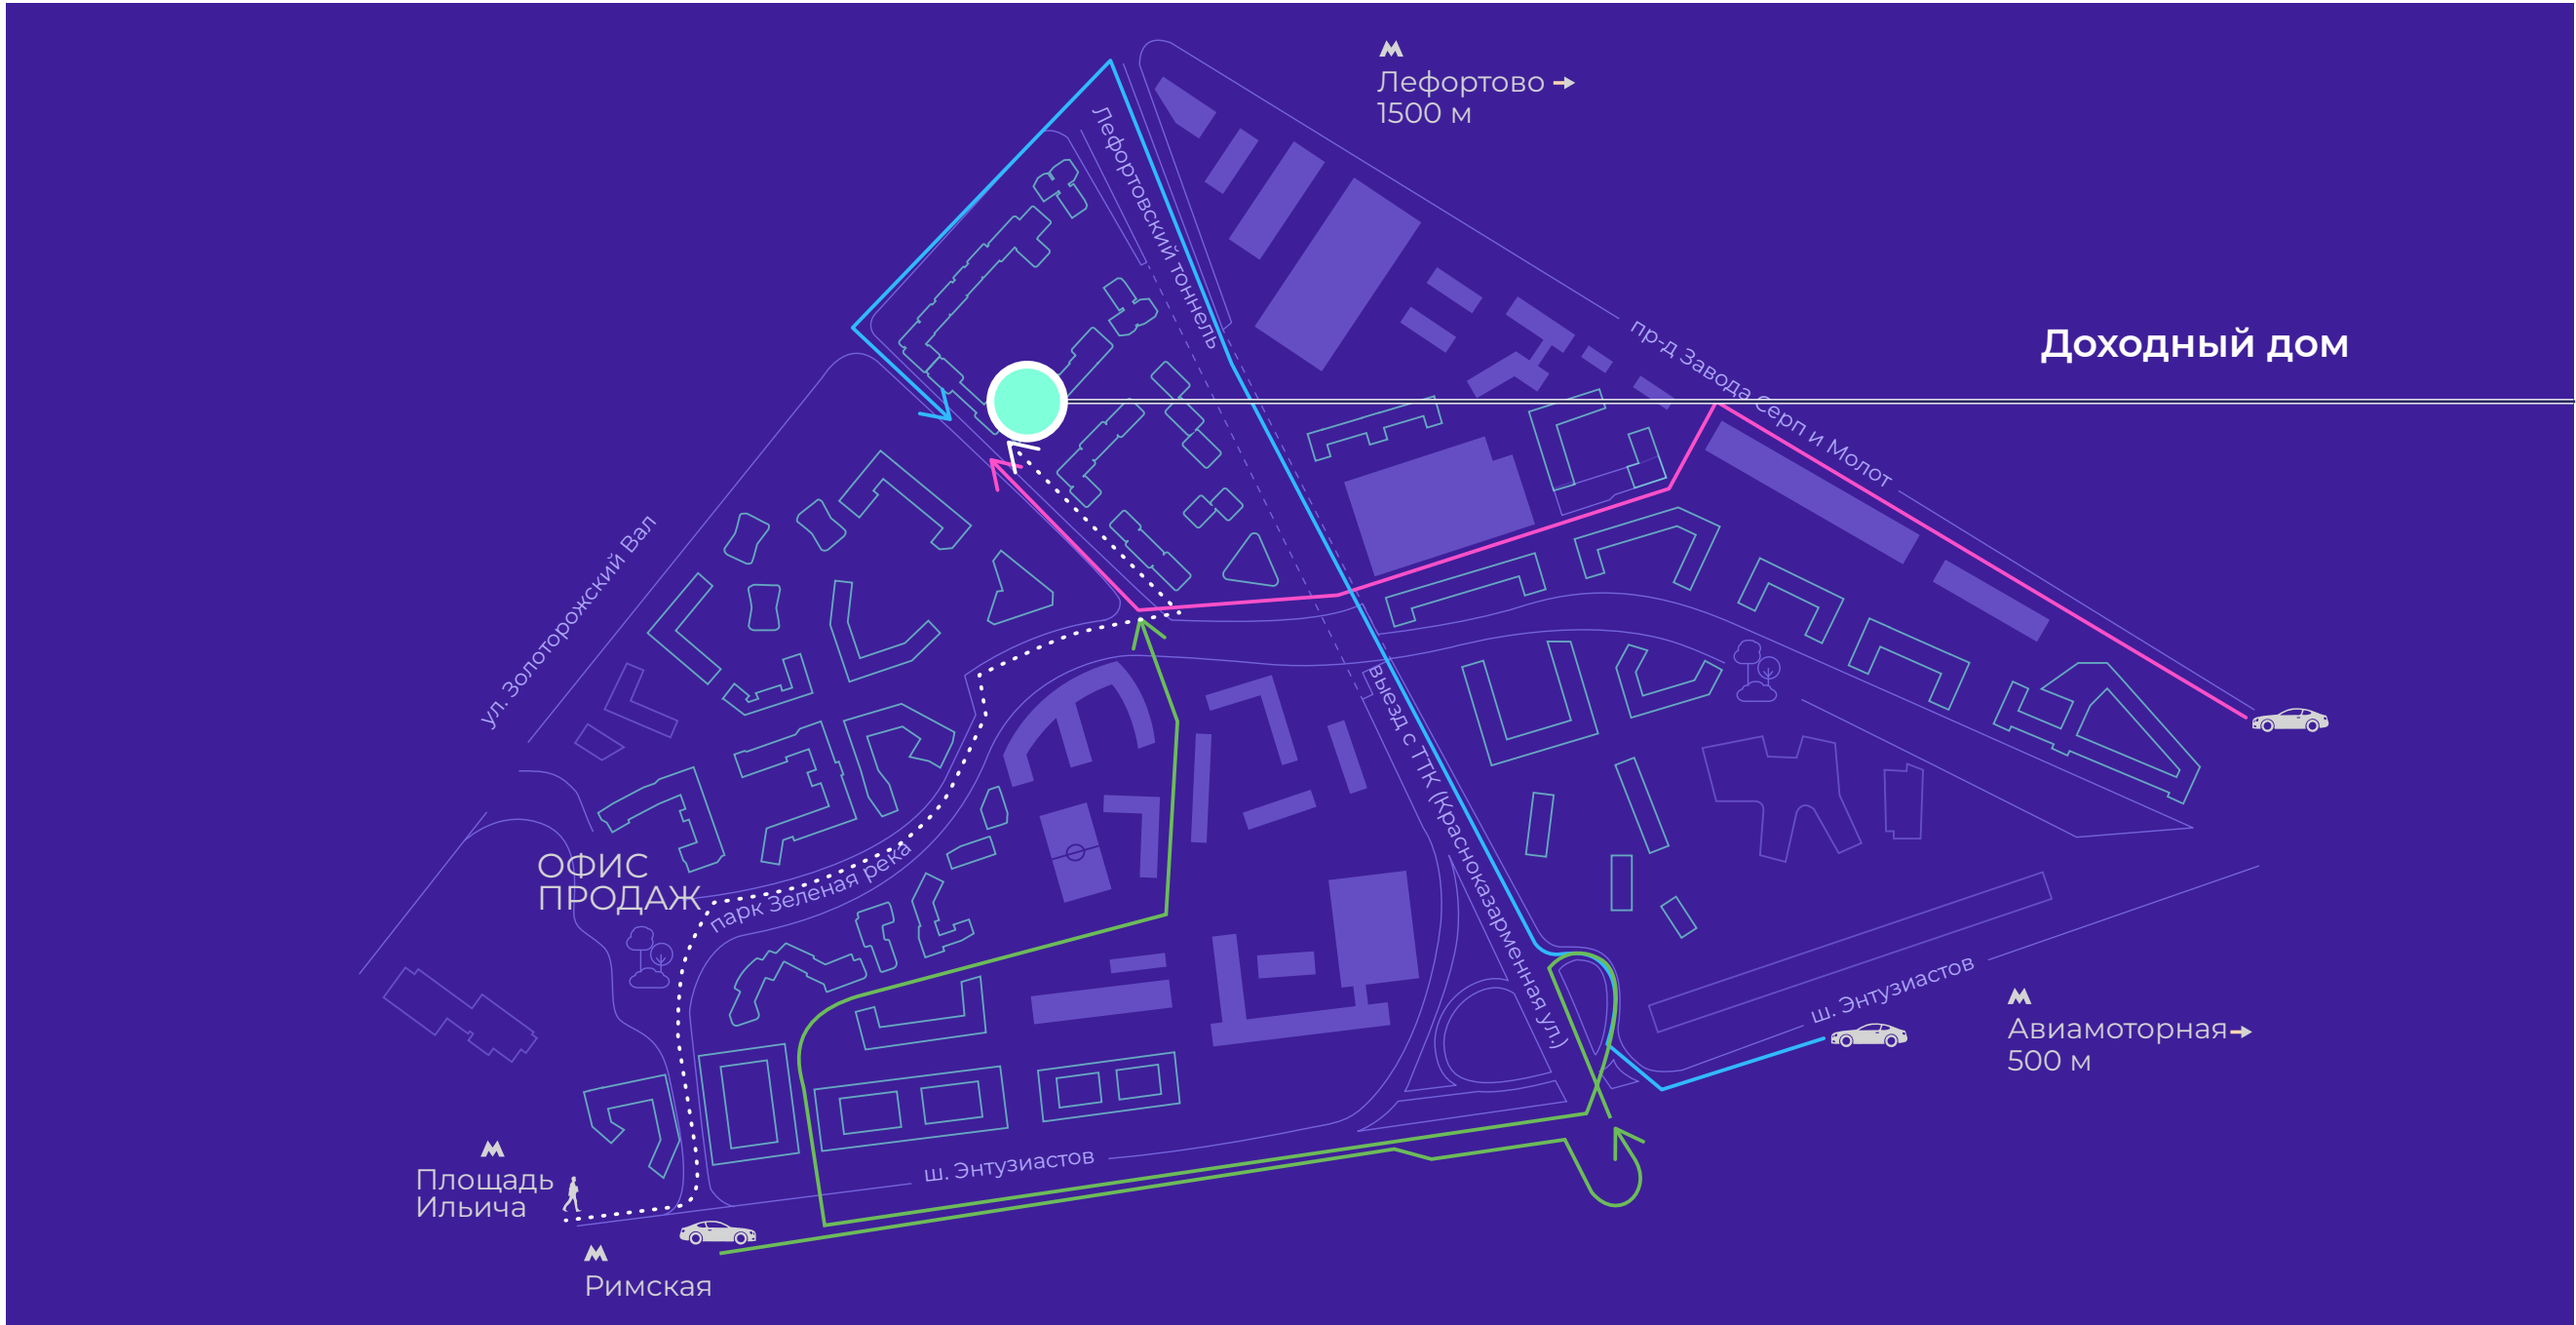 Лефортово
1500 м
Лефортовский тоннель
пр-д Завода Серп и Молот
Доходный дом
ул. Золоторожский Вал
выезд с ТТК (Красноказарменная ул.)
ОФИС
ПРОДАЖ
парк Зеленая река
ш. Энтузиастов
Авиамоторная
500 м
ш. Энтузиастов
Площадь
Ильича
Римская